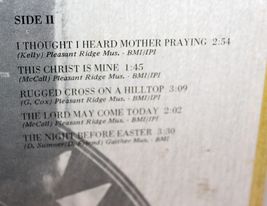 SIDE II
I THOUGHT I HEARD MOTHER PRAYING 2:54
(Kelly) Pleasant Ridge Mus. - BMI/IPI
THIS CHRIST IS MINE 1:45
(McCall) Pleasant Ridge Mus. - BMI/IPI
RUGGED CROSS ON A HILLTOP 3:09
(G. Cox) Pleasant Ridge Mus. - BMI/IPI
THE LORD MAY COME TODAY 2:02
(McCall) Pleasant Ridge Mus. - BMI/IPI
THE NIGHT BEFORE EASTER 3:30
(D. Sumner/D. Friend) Gaither Mus. - BMI